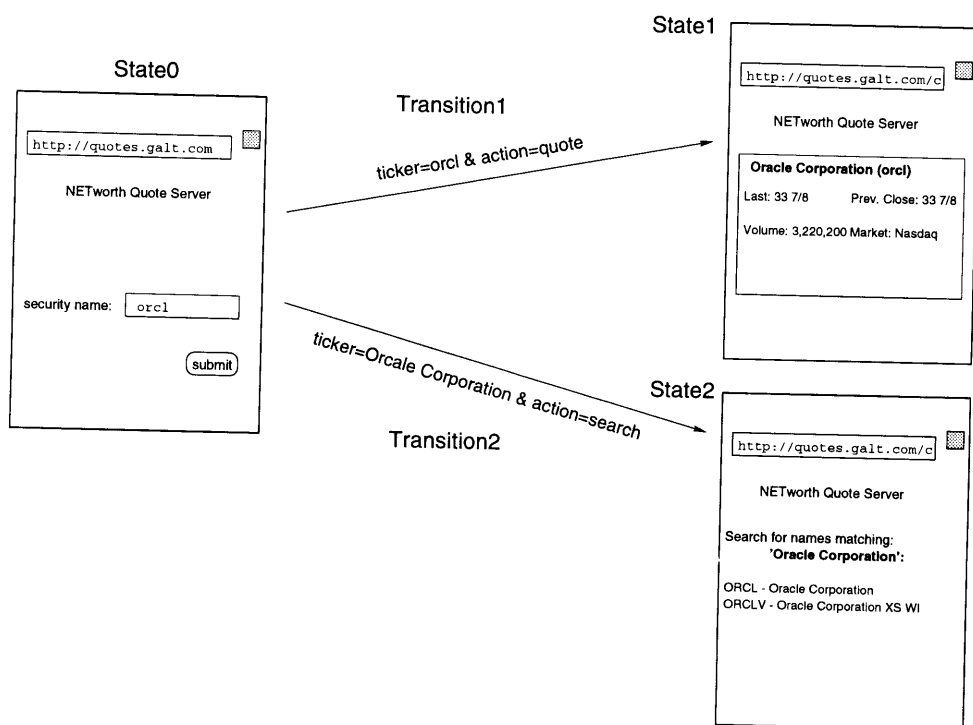 State0
http://quotes.galt.com
NETworth Quote Server
security name:
orcl
submit
Transition1
ticker=orcl & action=quote
ticker=Orcale Corporation & action=search
Transition2
State1
http://quotes.galt.com/c
NETworth Quote Server
Oracle Corporation (orcl)
Last: 33 7/8 Prev. Close: 33 7/8
Volume: 3,220,200 Market: Nasdaq
State2
http://quotes.galt.com/c
NETworth Quote Server
Search for names matching:
'Oracle Corporation':
ORCL - Oracle Corporation
ORCLV - Oracle Corporation XS WI